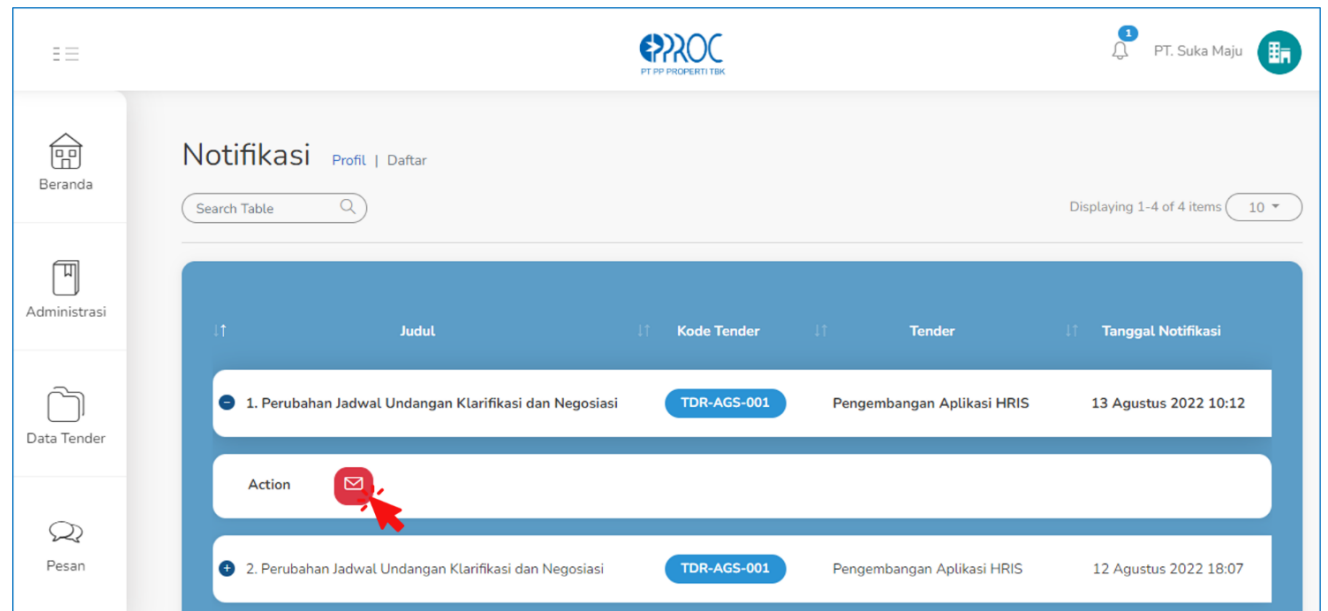 1
EPROC
PT PP PROPERTI TBK
PT. Suka Maju
Beranda
Administrasi
Data Tender
Pesan
Notifikasi Profil | Daftar
Search Table
Displaying 1-4 of 4 items 10
Judul Kode Tender Tender Tanggal Notifikasi
1. Perubahan Jadwal Undangan Klarifikasi dan Negosiasi TDR-AGS-001 Pengembangan Aplikasi HRIS 13 Agustus 2022 10:12
Action
2. Perubahan Jadwal Undangan Klarifikasi dan Negosiasi TDR-AGS-001 Pengembangan Aplikasi HRIS 12 Agustus 2022 18:07